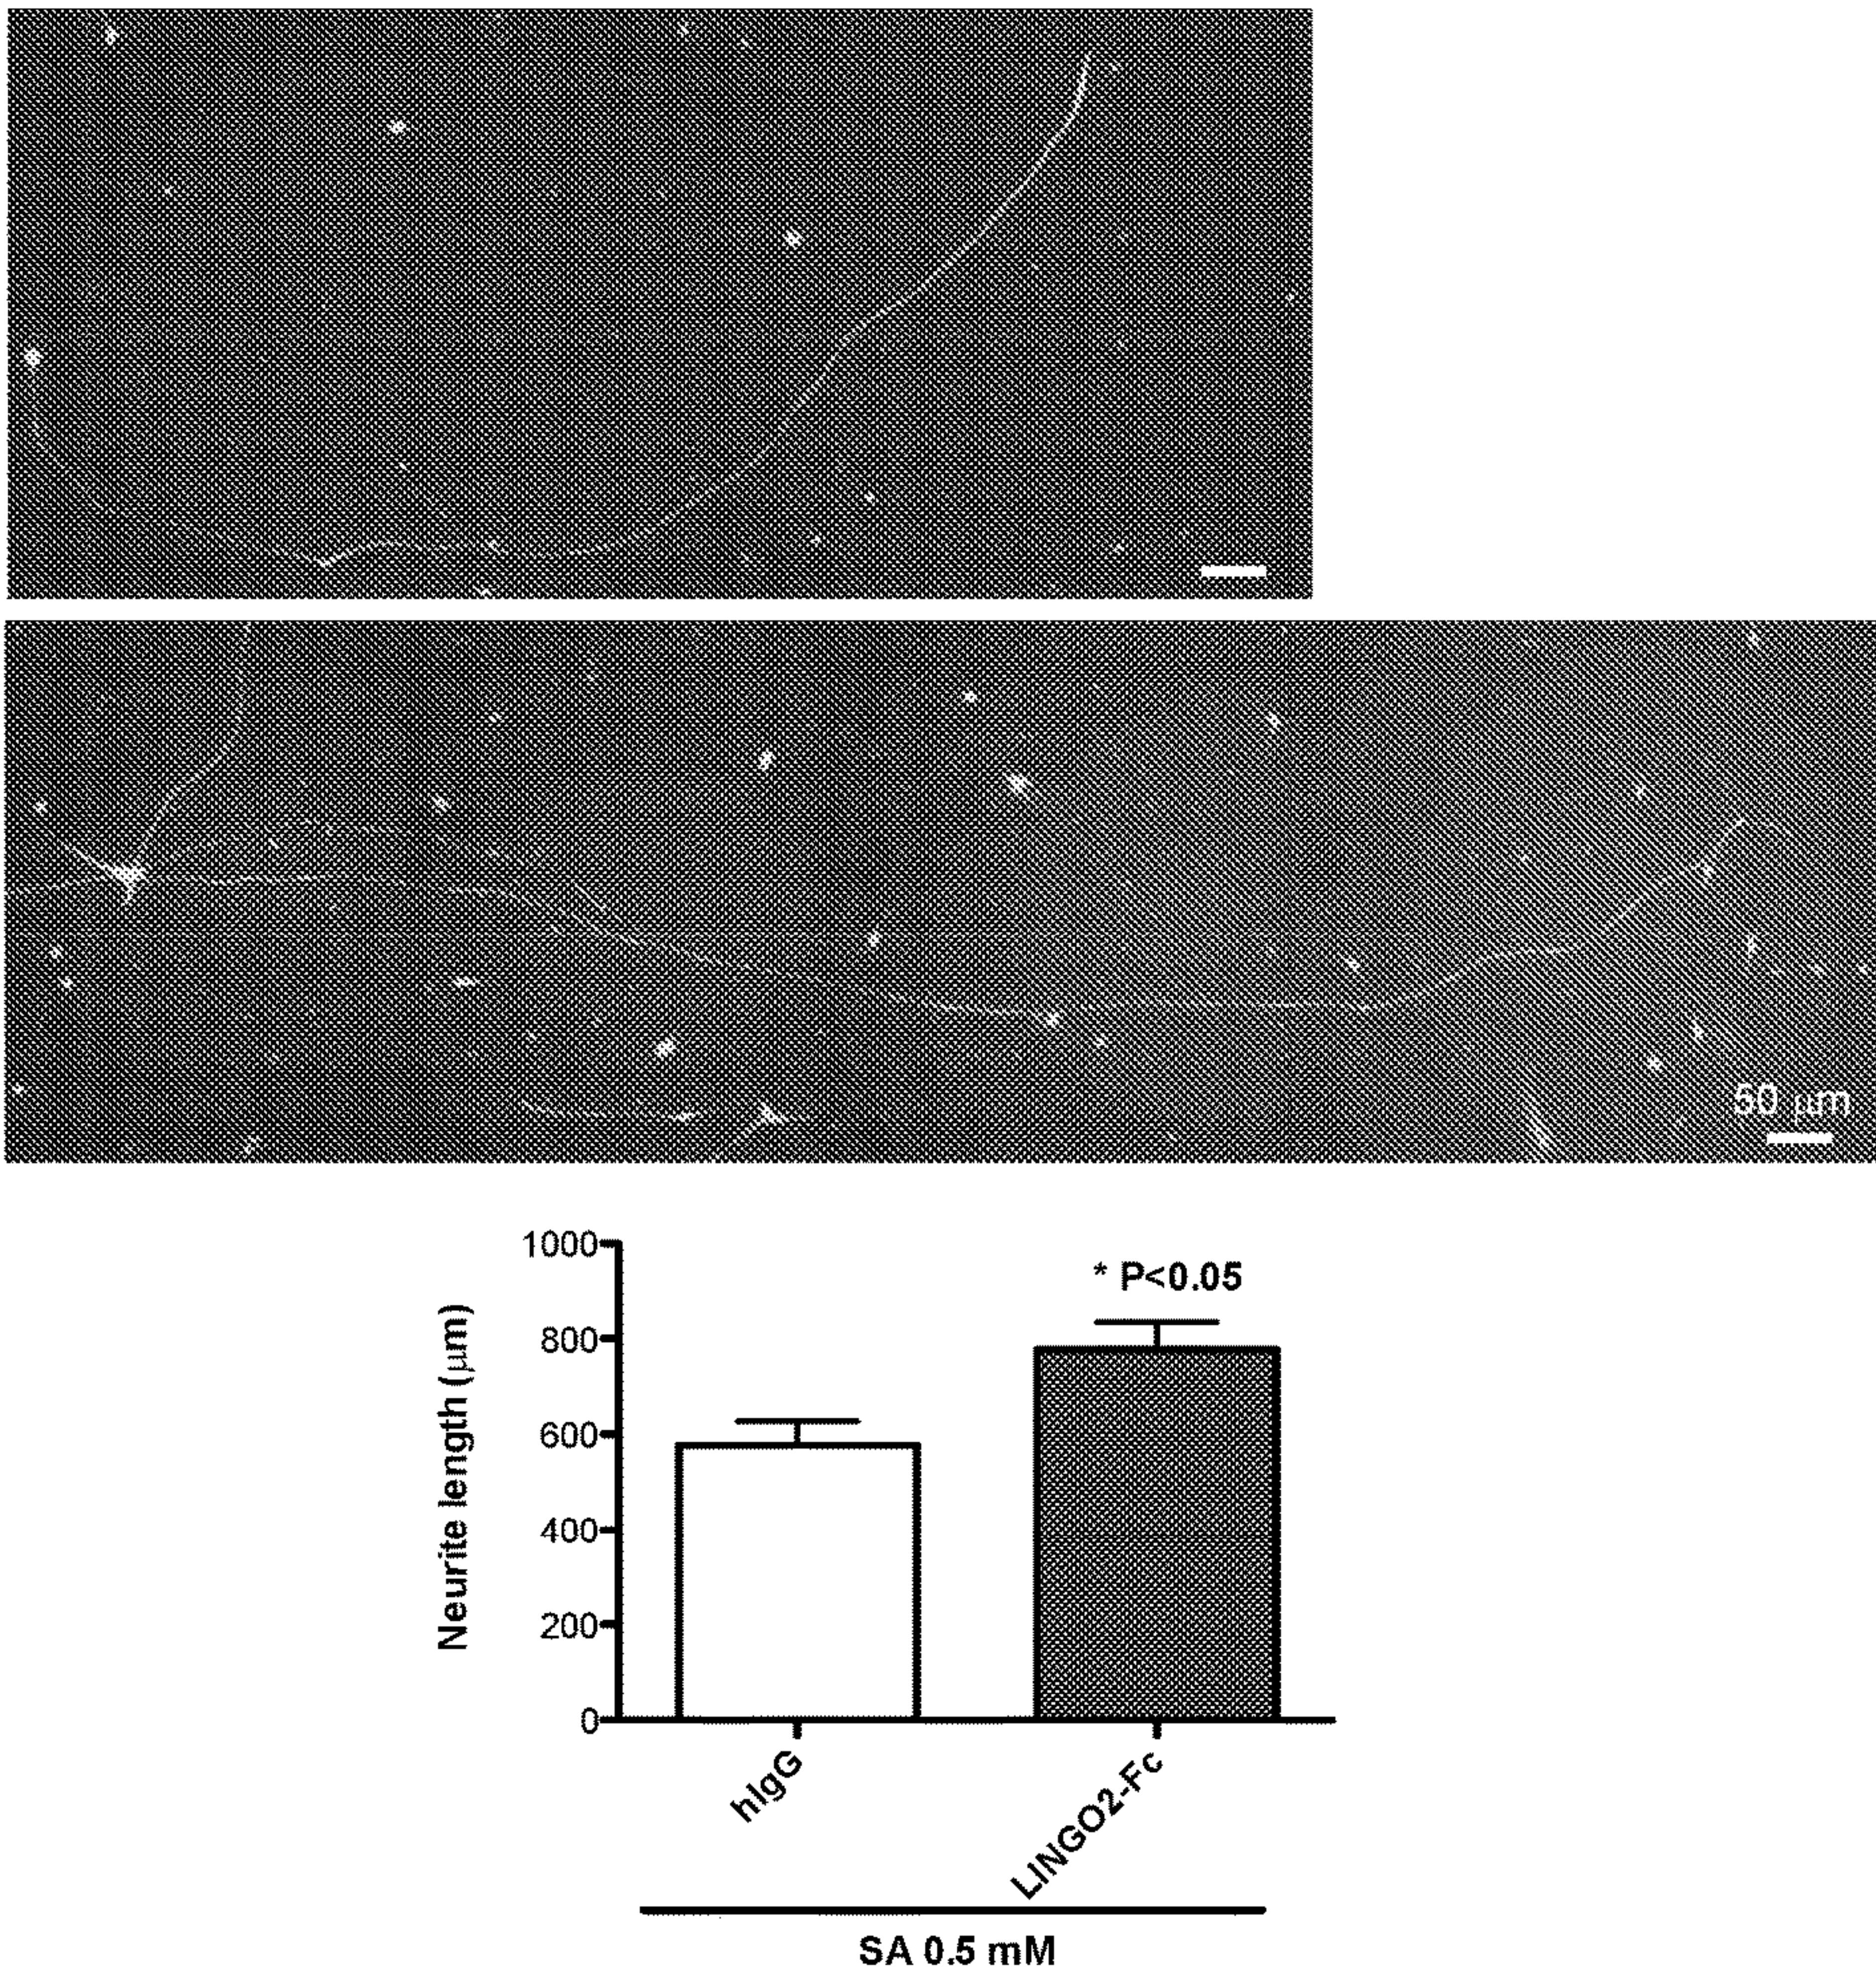 50 μm
1000
* P<0.05
800
600
400
200
0
Neurite length (μm)
hIgG
LINGO2-Fc
SA 0.5 mM